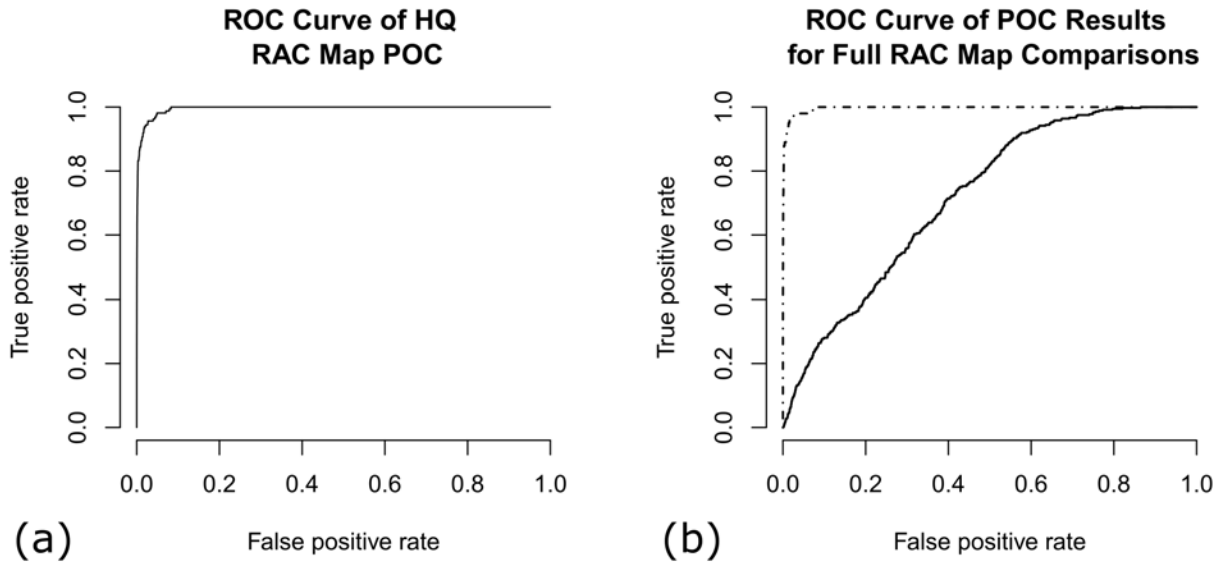 ROC Curve of HQ
RAC Map POC
True positive rate
1.0
0.8
0.6
0.4
0.2
0.0
0.0 0.2 0.4 0.6 0.8 1.0
False positive rate
(a)
ROC Curve of POC Results
for Full RAC Map Comparisons
True positive rate
1.0
0.8
0.6
0.4
0.2
0.0
0.0 0.2 0.4 0.6 0.8 1.0
False positive rate
(b)